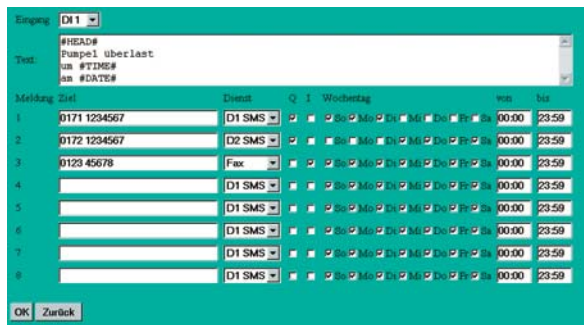 Eingang DI 1
Text: #HEAD#
Pumpe1 überlast
um #TIME#
am #DATE#
Meldung Ziel Dienst Q I Wochentag von bis
1 0171 1234567 D1 SMS So Mo Di Mi Do Fr Sa 00:00 23:59
2 0172 1234567 D2 SMS So Mo Di Mi Do Fr Sa 00:00 23:59
3 0123 45678 Fax So Mo Di Mi Do Fr Sa 00:00 23:59
4 D1 SMS So Mo Di Mi Do Fr Sa 00:00 23:59
5 D1 SMS So Mo Di Mi Do Fr Sa 00:00 23:59
6 D1 SMS So Mo Di Mi Do Fr Sa 00:00 23:59
7 D1 SMS So Mo Di Mi Do Fr Sa 00:00 23:59
8 D1 SMS So Mo Di Mi Do Fr Sa 00:00 23:59
OK Zurück